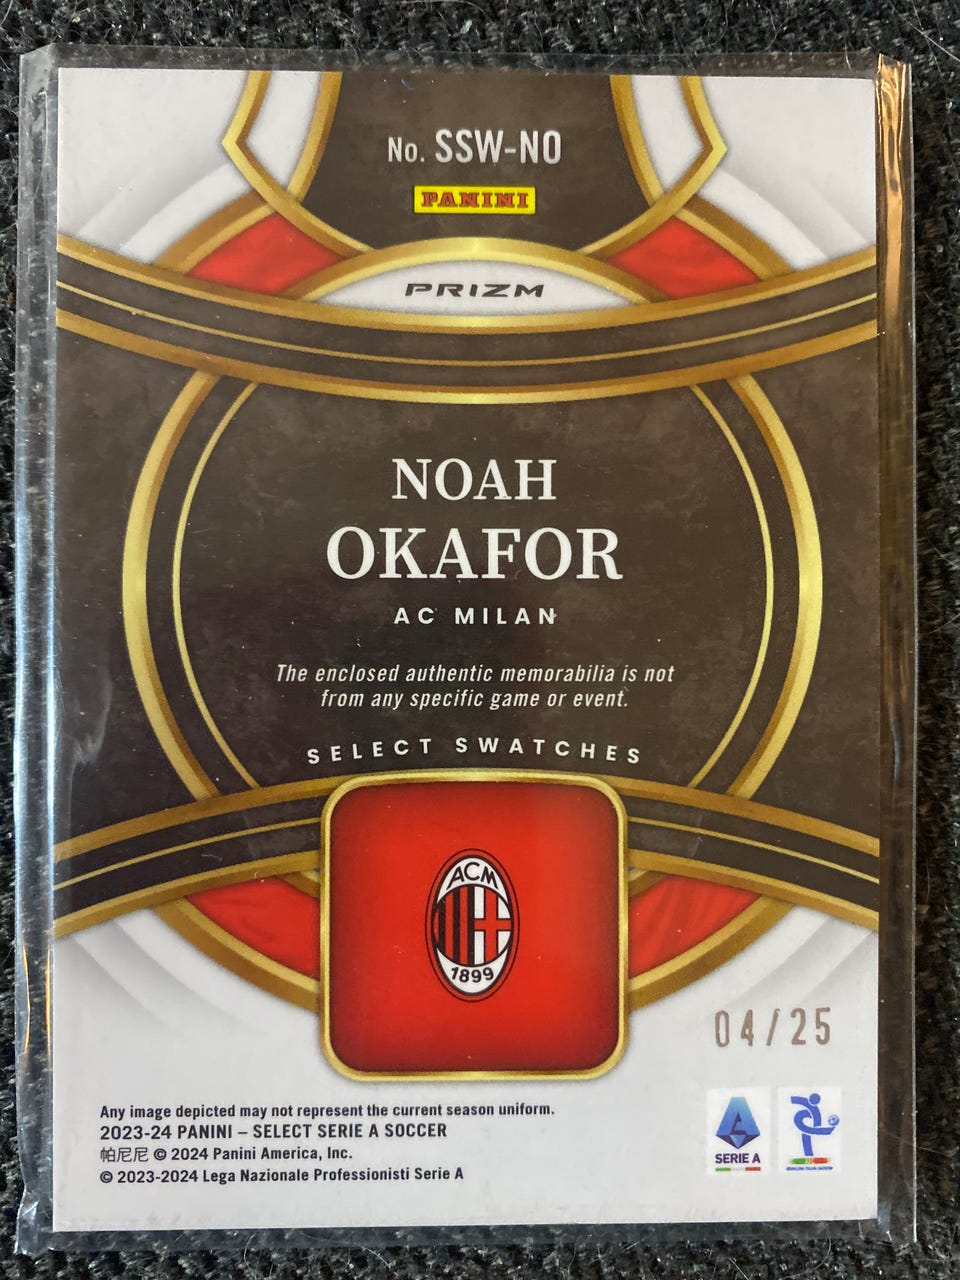 No. SSW-NO
PANINI
PRIZM
NOAH
OKAFOR
AC MILAN
The enclosed authentic memorabilia is not
from any specific game or event.
SELECT SWATCHES
ACM
1899
04/25
Any image depicted may not represent the current season uniform.
2023-24 PANINI – SELECT SERIE A SOCCER
帕尼尼 © 2024 Panini America, Inc.
© 2023-2024 Lega Nazionale Professionisti Serie A
SERIE A